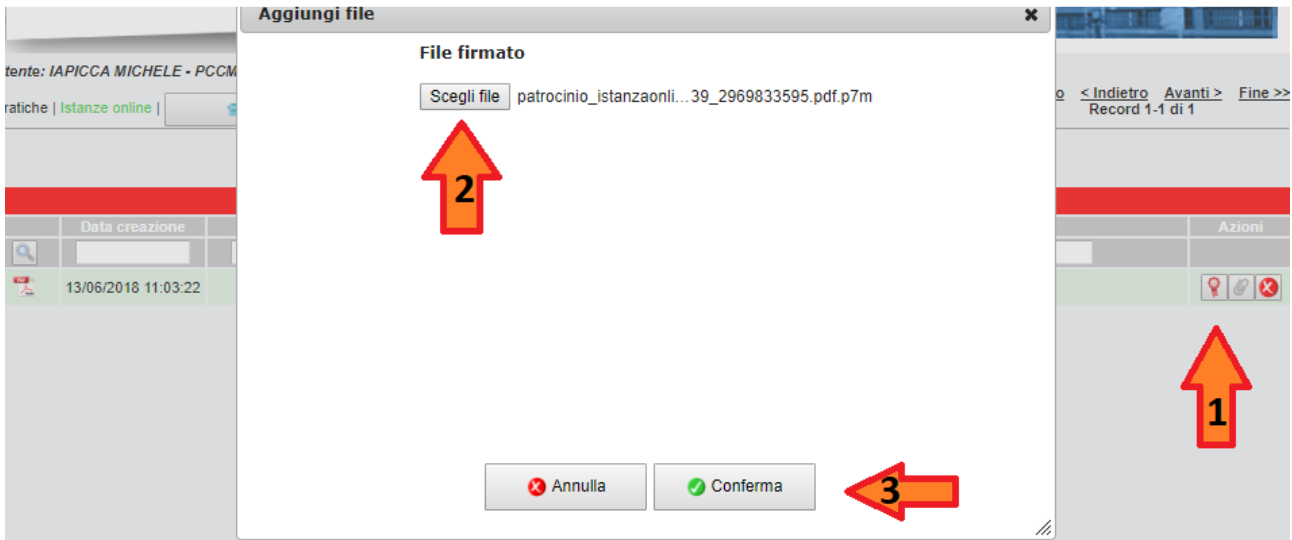 Aggiungi file
File firmato
Scegli file patrocinio_istanzaonli...39_2969833595.pdf.p7m
tente: IAPICCA MICHELE - PCCM
ratiche | Istanze online |
o < Indietro Avanti > Fine >>
Record 1-1 di 1
2
Data creazione
Azioni
13/06/2018 11:03:22
1
Annulla
Conferma
3